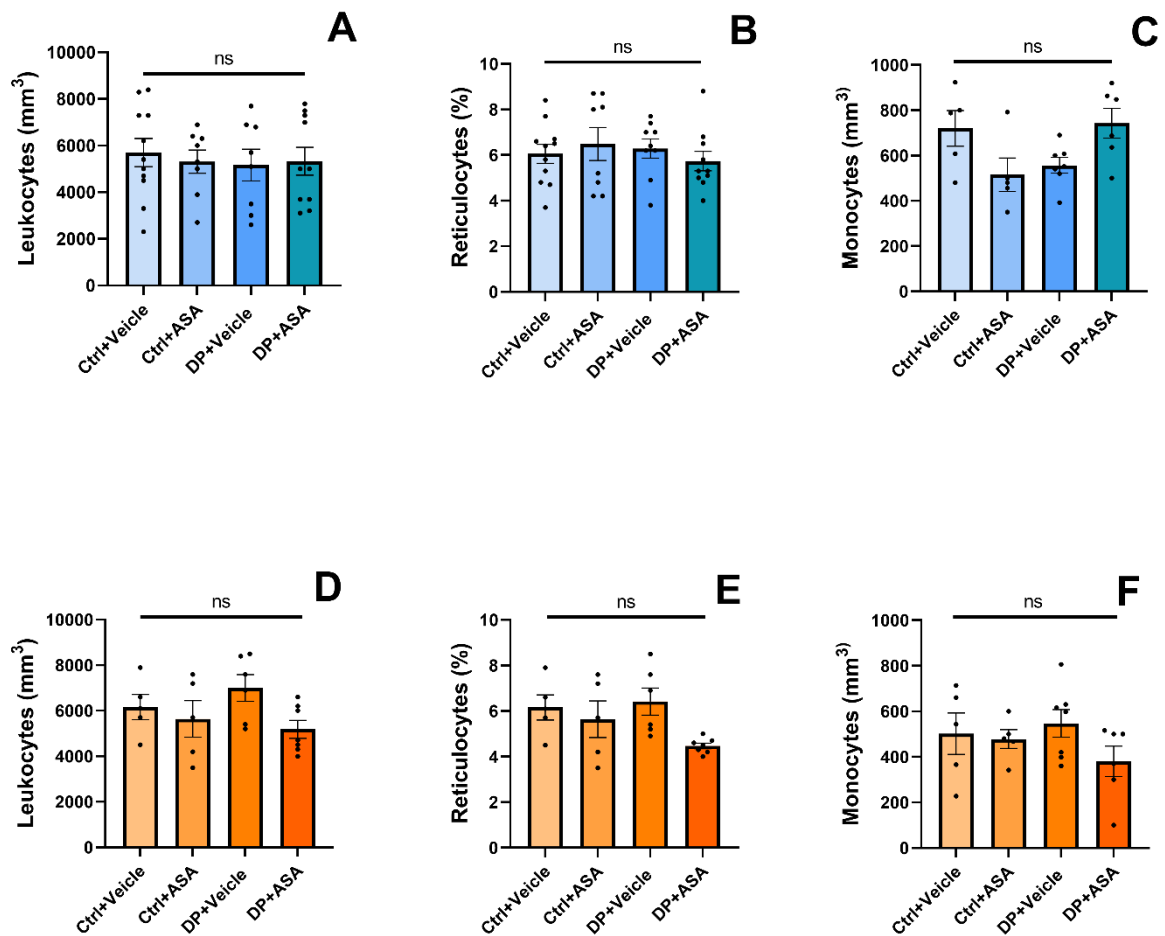 A
ns
Leukocytes (mm³)
10000
8000
6000
4000
2000
0
Ctrl+Veicle
Ctrl+ASA
DP+Veicle
DP+ASA
B
ns
Reticulocytes (%)
10
8
6
4
2
0
Ctrl+Veicle
Ctrl+ASA
DP+Veicle
DP+ASA
C
ns
Monocytes (mm³⁾
1000
800
600
400
200
0
Ctrl+Veicle
Ctrl+ASA
DP+Veicle
DP+ASA
D
ns
Leukocytes (mm³)
10000
8000
6000
4000
2000
0
Ctrl+Veicle
Ctrl+ASA
DP+Veicle
DP+ASA
E
ns
Reticulocytes (%)
10
8
6
4
2
0
Ctrl+Veicle
Ctrl+ASA
DP+Veicle
DP+ASA
F
ns
Monocytes (mm³⁾
1000
800
600
400
200
0
Ctrl+Veicle
Ctrl+ASA
DP+Veicle
DP+ASA